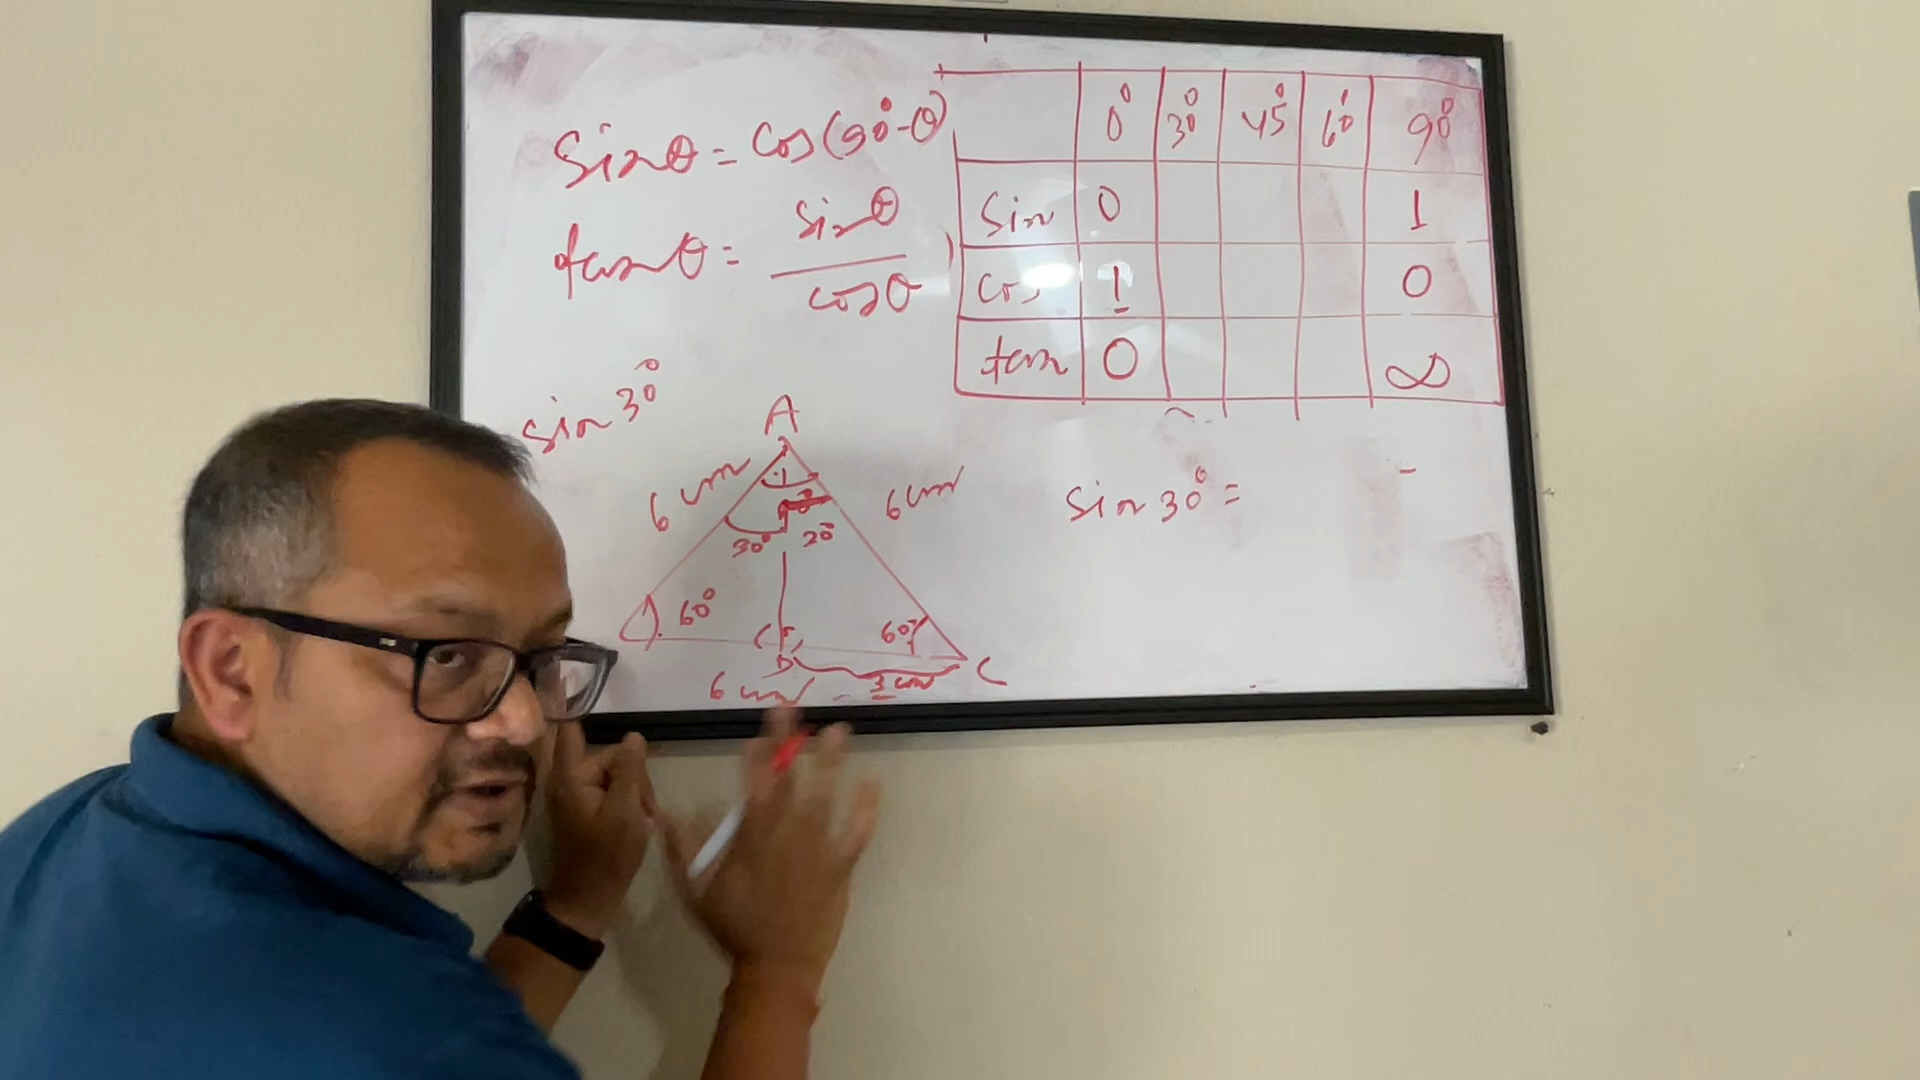 Sinθ = cos(90°-θ)
tanθ = sinθ / cosθ
0° 30° 45° 60° 90°
Sin 0 1
Cos 1 0
tan 0 ∞
sin 30°
A
6 cm 6 cm
30°
60° 60°
D C
6 cm 3 cm
Sin 30° =